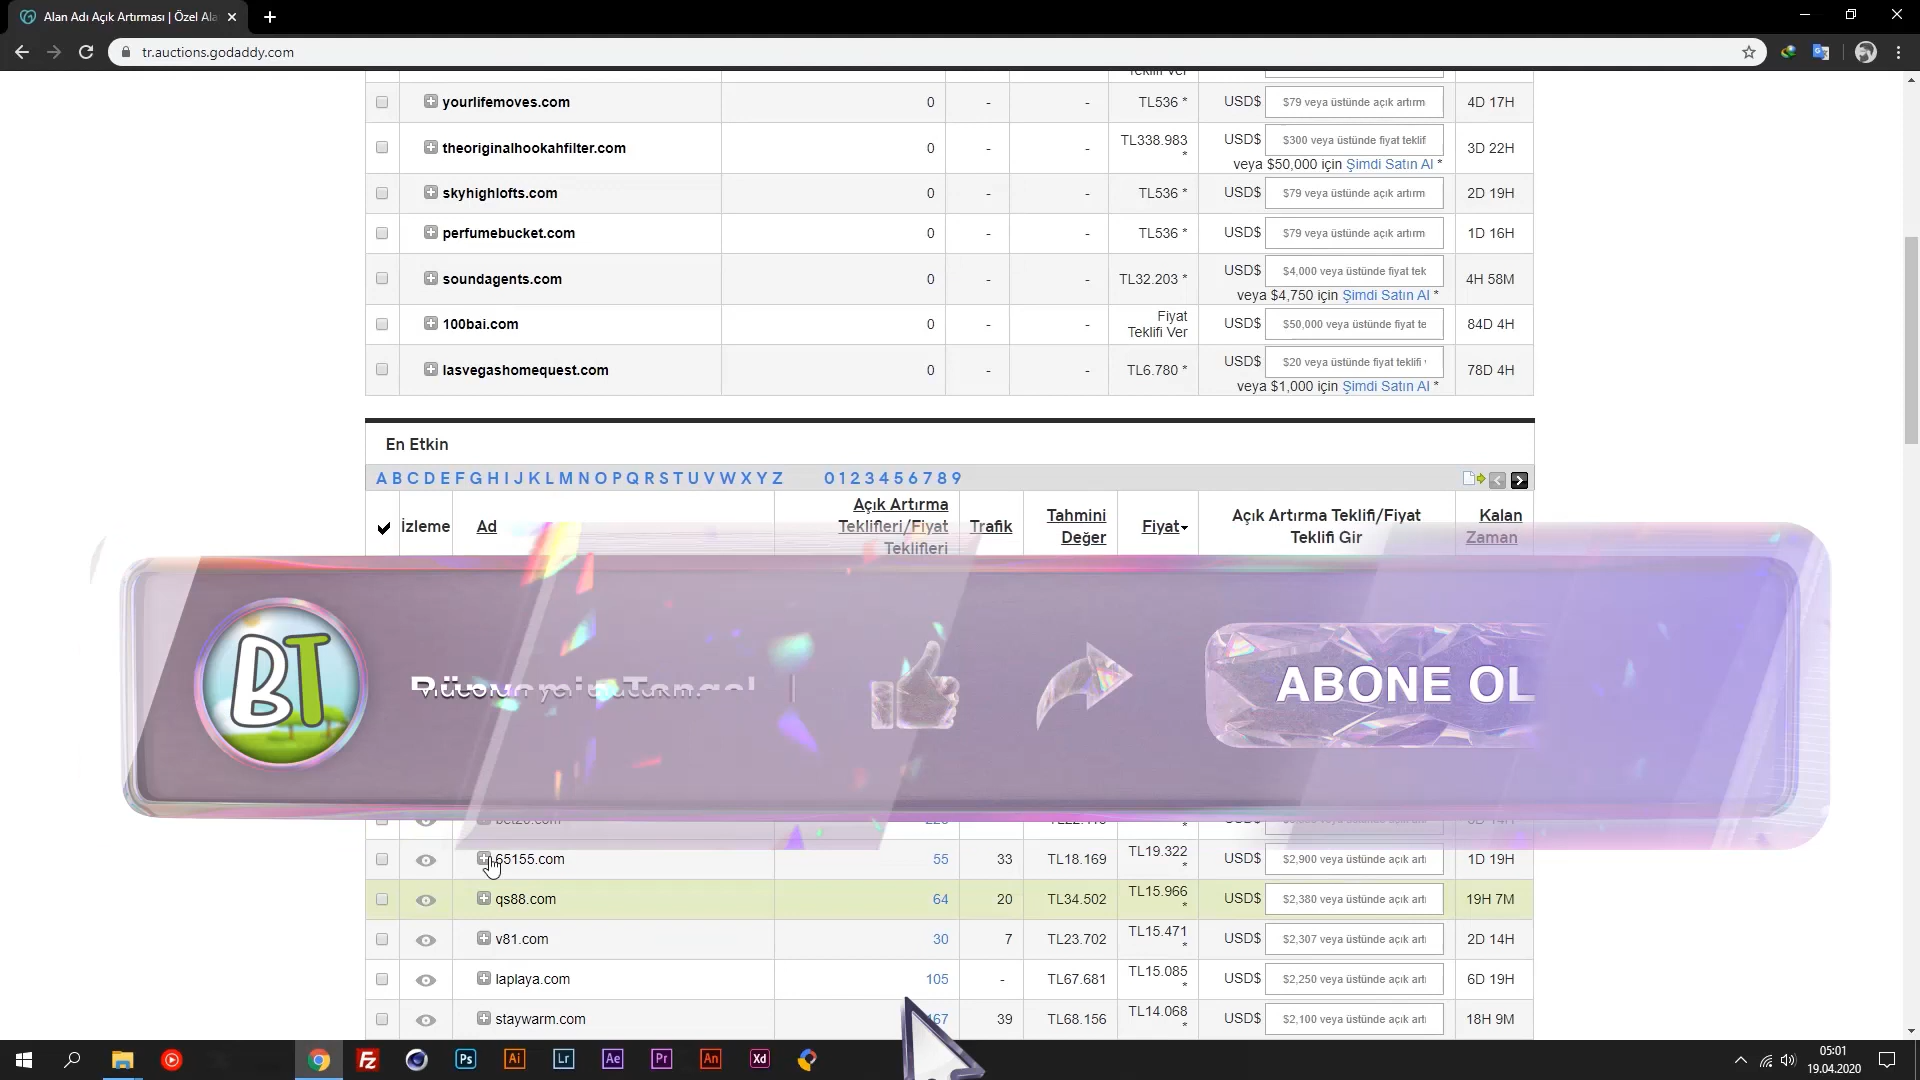 Alan Adı Açık Artırması | Özel Ala
tr.auctions.godaddy.com
Teklifi Ver
yourlifemoves.com 0 - - TL536 * USD$ $79 veya üstünde açık artırm 4D 17H
theoriginalhookahfilter.com 0 - - TL338.983 * USD$ $300 veya üstünde fiyat teklifi 3D 22H
veya $50,000 için Şimdi Satın Al *
skyhighlofts.com 0 - - TL536 * USD$ $79 veya üstünde açık artırm 2D 19H
perfumebucket.com 0 - - TL536 * USD$ $79 veya üstünde açık artırm 1D 16H
soundagents.com 0 - - TL32.203 * USD$ $4,000 veya üstünde fiyat tek 4H 58M
veya $4,750 için Şimdi Satın Al *
100bai.com 0 - - Fiyat Teklifi Ver USD$ $50,000 veya üstünde fiyat te 84D 4H
lasvegashomequest.com 0 - - TL6.780 * USD$ $20 veya üstünde fiyat teklifi 78D 4H
veya $1,000 için Şimdi Satın Al *
En Etkin
A B C D E F G H I J K L M N O P Q R S T U V W X Y Z 0 1 2 3 4 5 6 7 8 9
İzleme Ad Açık Artırma Teklifleri/Fiyat Teklifleri Trafik Tahmini Değer Fiyat Açık Artırma Teklifi/Fiyat Teklifi Gir Kalan Zaman
BT
ABONE OL
65155.com 55 33 TL18.169 TL19.322 * USD$ $2,900 veya üstünde açık artı 1D 19H
qs88.com 64 20 TL34.502 TL15.966 * USD$ $2,380 veya üstünde açık artı 19H 7M
v81.com 30 7 TL23.702 TL15.471 * USD$ $2,307 veya üstünde açık artı 2D 14H
laplaya.com 105 - TL67.681 TL15.085 * USD$ $2,250 veya üstünde açık artı 6D 19H
staywarm.com 39 TL68.156 TL14.068 * USD$ $2,100 veya üstünde açık artı 18H 9M
Fz Ps Ai Lr Ae Pr An Xd
05:01
19.04.2020